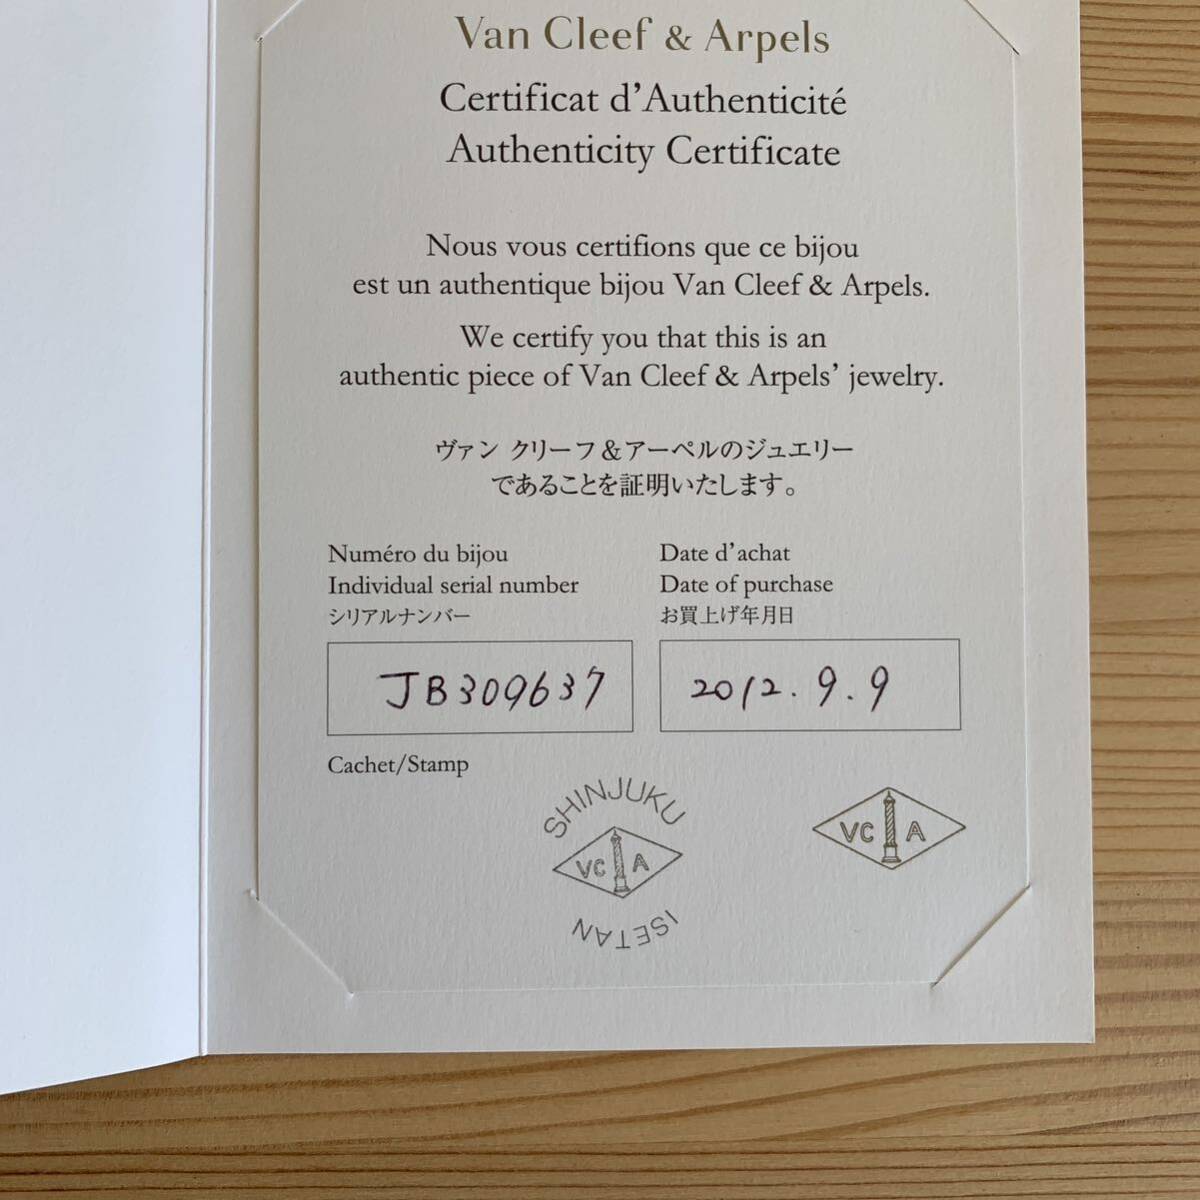 Van Cleef & Arpels
Certificat d'Authenticité
Authenticity Certificate
Nous vous certifions que ce bijou
est un authentique bijou Van Cleef & Arpels.
We certify you that this is an
authentic piece of Van Cleef & Arpels' jewelry.
ヴァン クリーフ&アーペルのジュエリー
であることを証明いたします。
Numéro du bijou
Individual serial number
シリアルナンバー
JB309637
Date d'achat
Date of purchase
お買上げ年月日
2012.9.9
Cachet/Stamp
SHINJUKU
VC A
ISETAN
VC A